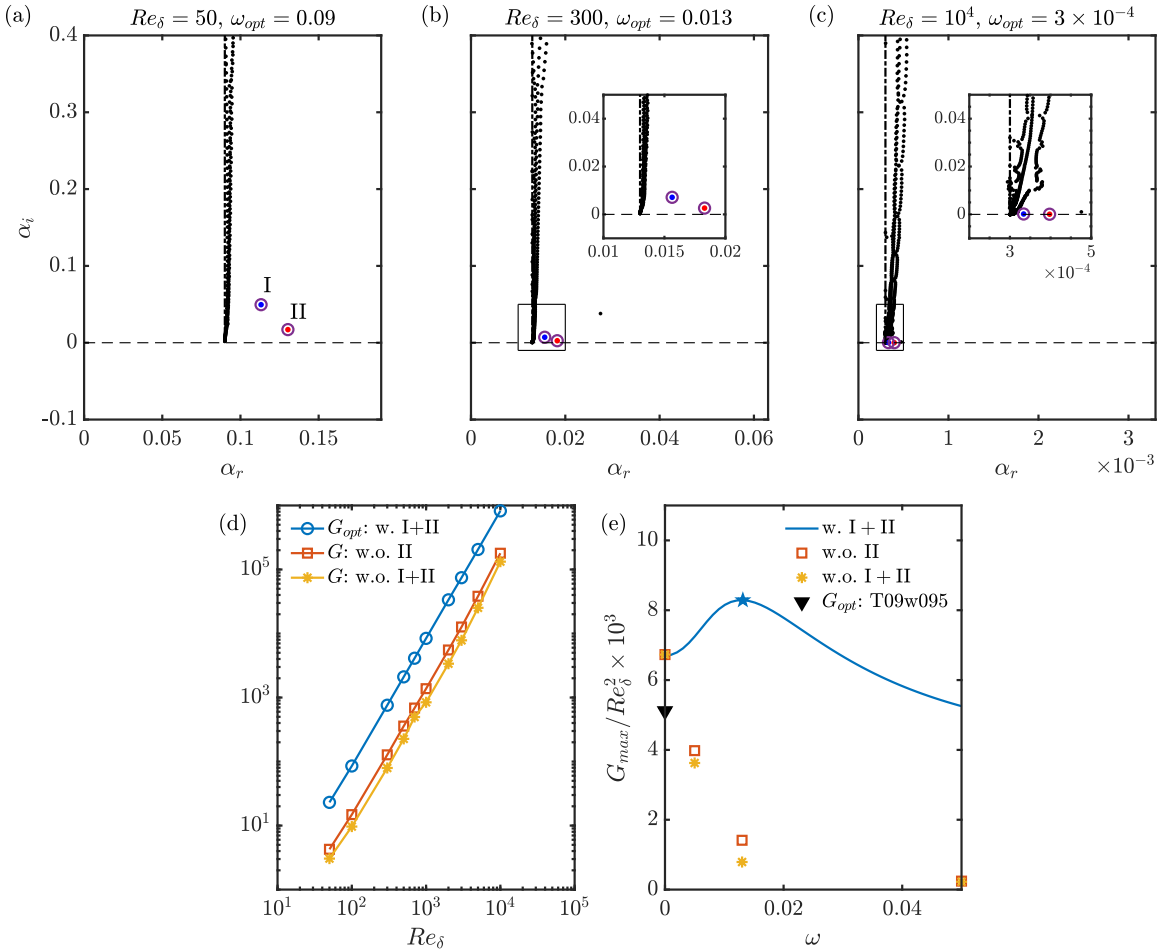 (a) Re_δ = 50, ω_opt = 0.09
(b) Re_δ = 300, ω_opt = 0.013
(c) Re_δ = 10^4, ω_opt = 3 × 10^-4
0.4
0.3
0.2
0.1
0
-0.1
α_i
I
II
0 0.05 0.1 0.15
α_r
0.04
0.02
0
0.01 0.015 0.02
0 0.02 0.04 0.06
α_r
0.04
0.02
0
3 4 5
×10^-4
0 1 2 3
α_r ×10^-3
(d)
G_opt: w. I+II
G: w.o. II
G: w.o. I+II
10^5
10^3
10^1
10^1 10^2 10^3 10^4 10^5
Re_δ
(e)
w. I + II
w.o. II
w.o. I + II
G_opt: T09w095
10
8
6
4
2
0
G_max/Re_δ^2 × 10^3
0 0.02 0.04
ω